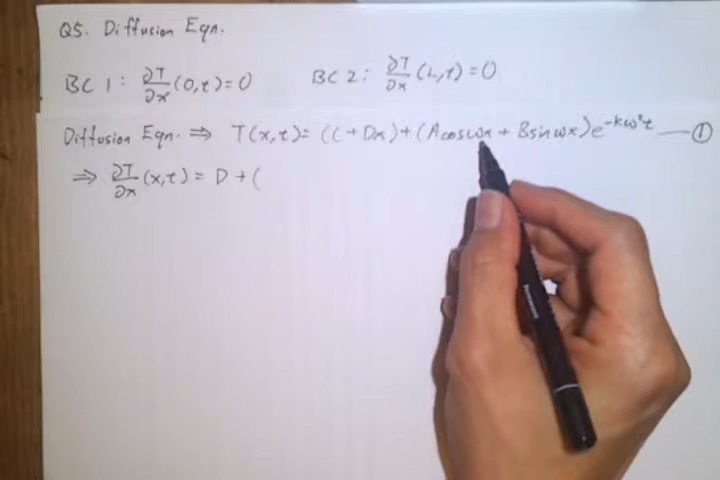 Q5. Diffusion Eqn.
BC 1: ∂T/∂x (0,t)=0 BC 2: ∂T/∂x (L,t)=0
Diffusion Eqn. ⇒ T(x,t)= (C+Dx)+(Acosωx + Bsinωx)e^{-kω²t} — ①
⇒ ∂T/∂x (x,t) = D + (